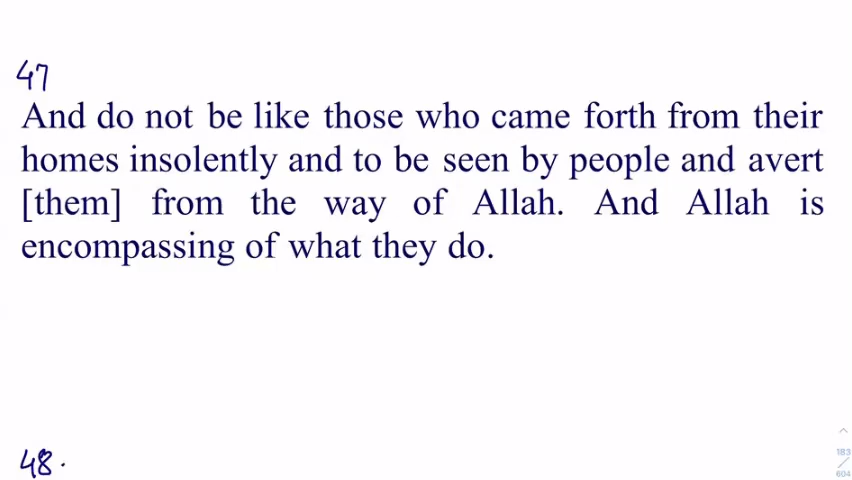 47
And do not be like those who came forth from their
homes insolently and to be seen by people and avert
[them] from the way of Allah. And Allah is
encompassing of what they do.
48.
183
/
604